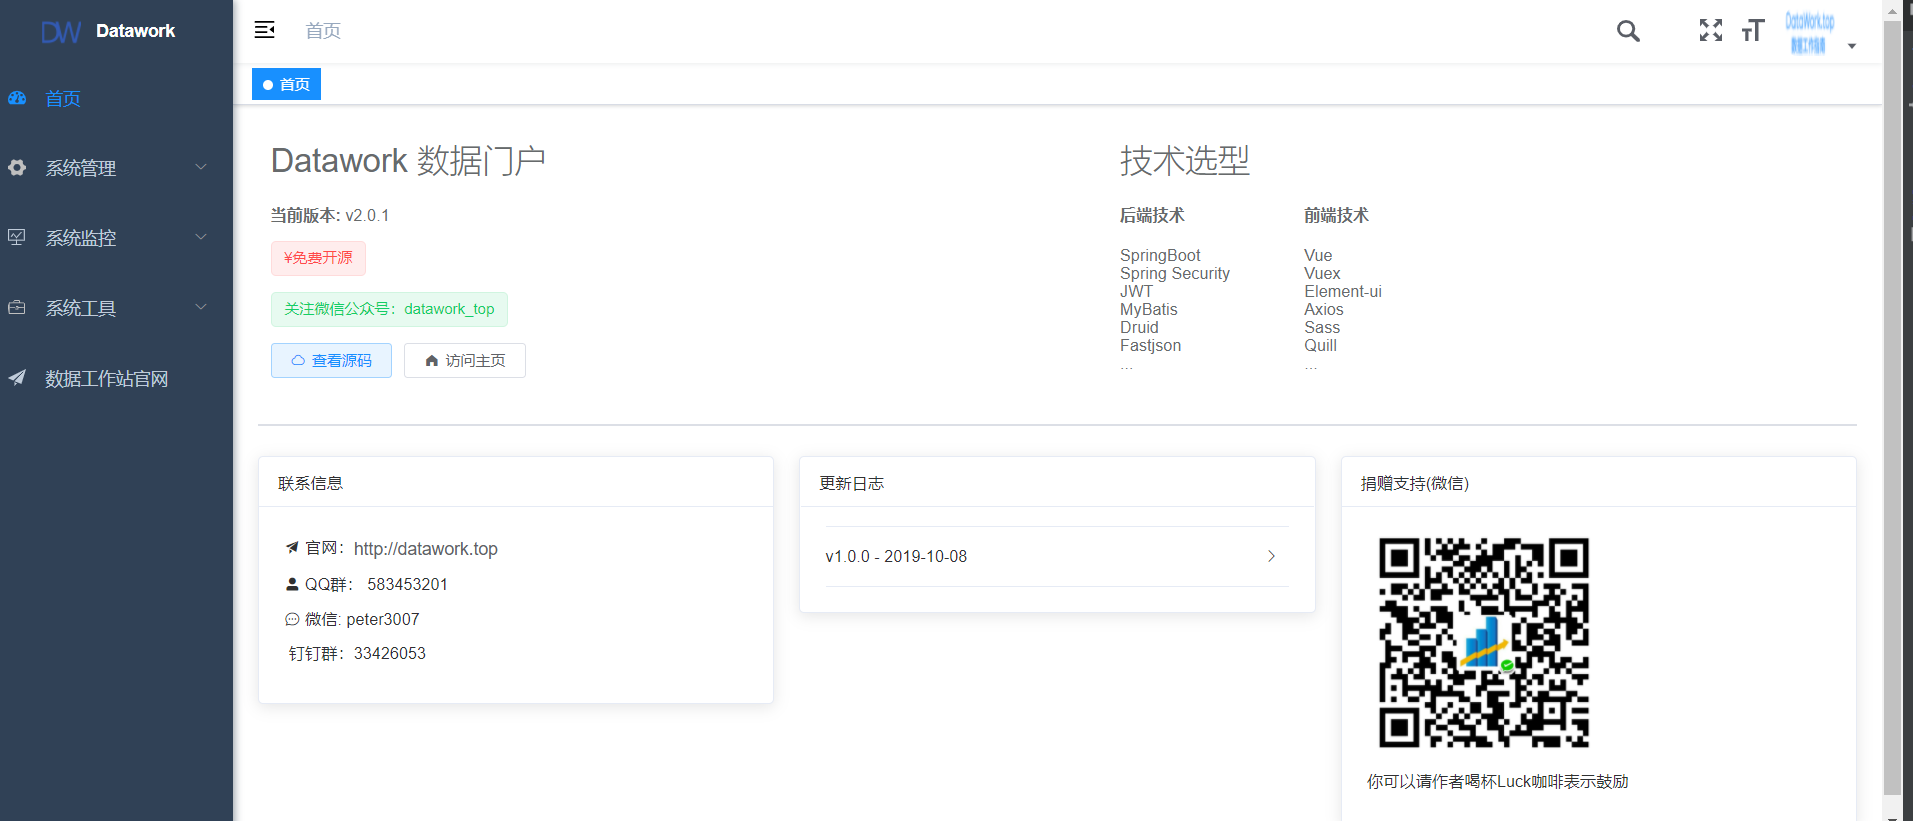 DW Datawork
首页
系统管理
系统监控
系统工具
数据工作站官网
首页
DataWork.top
数据工作指南
首页
Datawork 数据门户
当前版本: v2.0.1
¥免费开源
关注微信公众号：datawork_top
查看源码 访问主页
技术选型
后端技术
SpringBoot
Spring Security
JWT
MyBatis
Druid
Fastjson
...
前端技术
Vue
Vuex
Element-ui
Axios
Sass
Quill
...
联系信息
官网：http://datawork.top
QQ群： 583453201
微信: peter3007
钉钉群：33426053
更新日志
v1.0.0 - 2019-10-08
捐赠支持(微信)
你可以请作者喝杯Luck咖啡表示鼓励